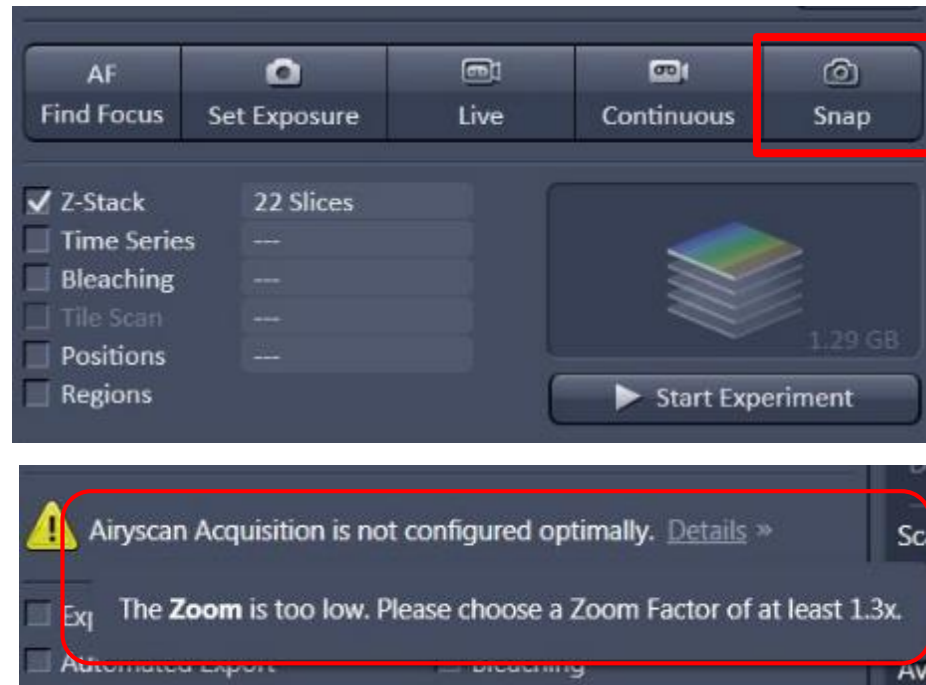 AF
Find Focus
Set Exposure
Live
Continuous
Snap
Z-Stack 22 Slices
Time Series ---
Bleaching ---
Tile Scan ---
Positions ---
Regions
1.29 GB
Start Experiment
Airyscan Acquisition is not configured optimally. Details »
The Zoom is too low. Please choose a Zoom Factor of at least 1.3x.
Automated Export
Bleaching